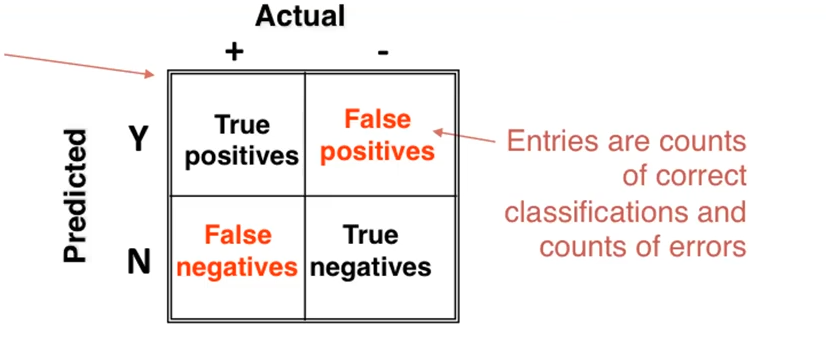 Actual
+ -
Predicted
Y
True
positives
False
positives
N
False
negatives
True
negatives
Entries are counts
of correct
classifications and
counts of errors